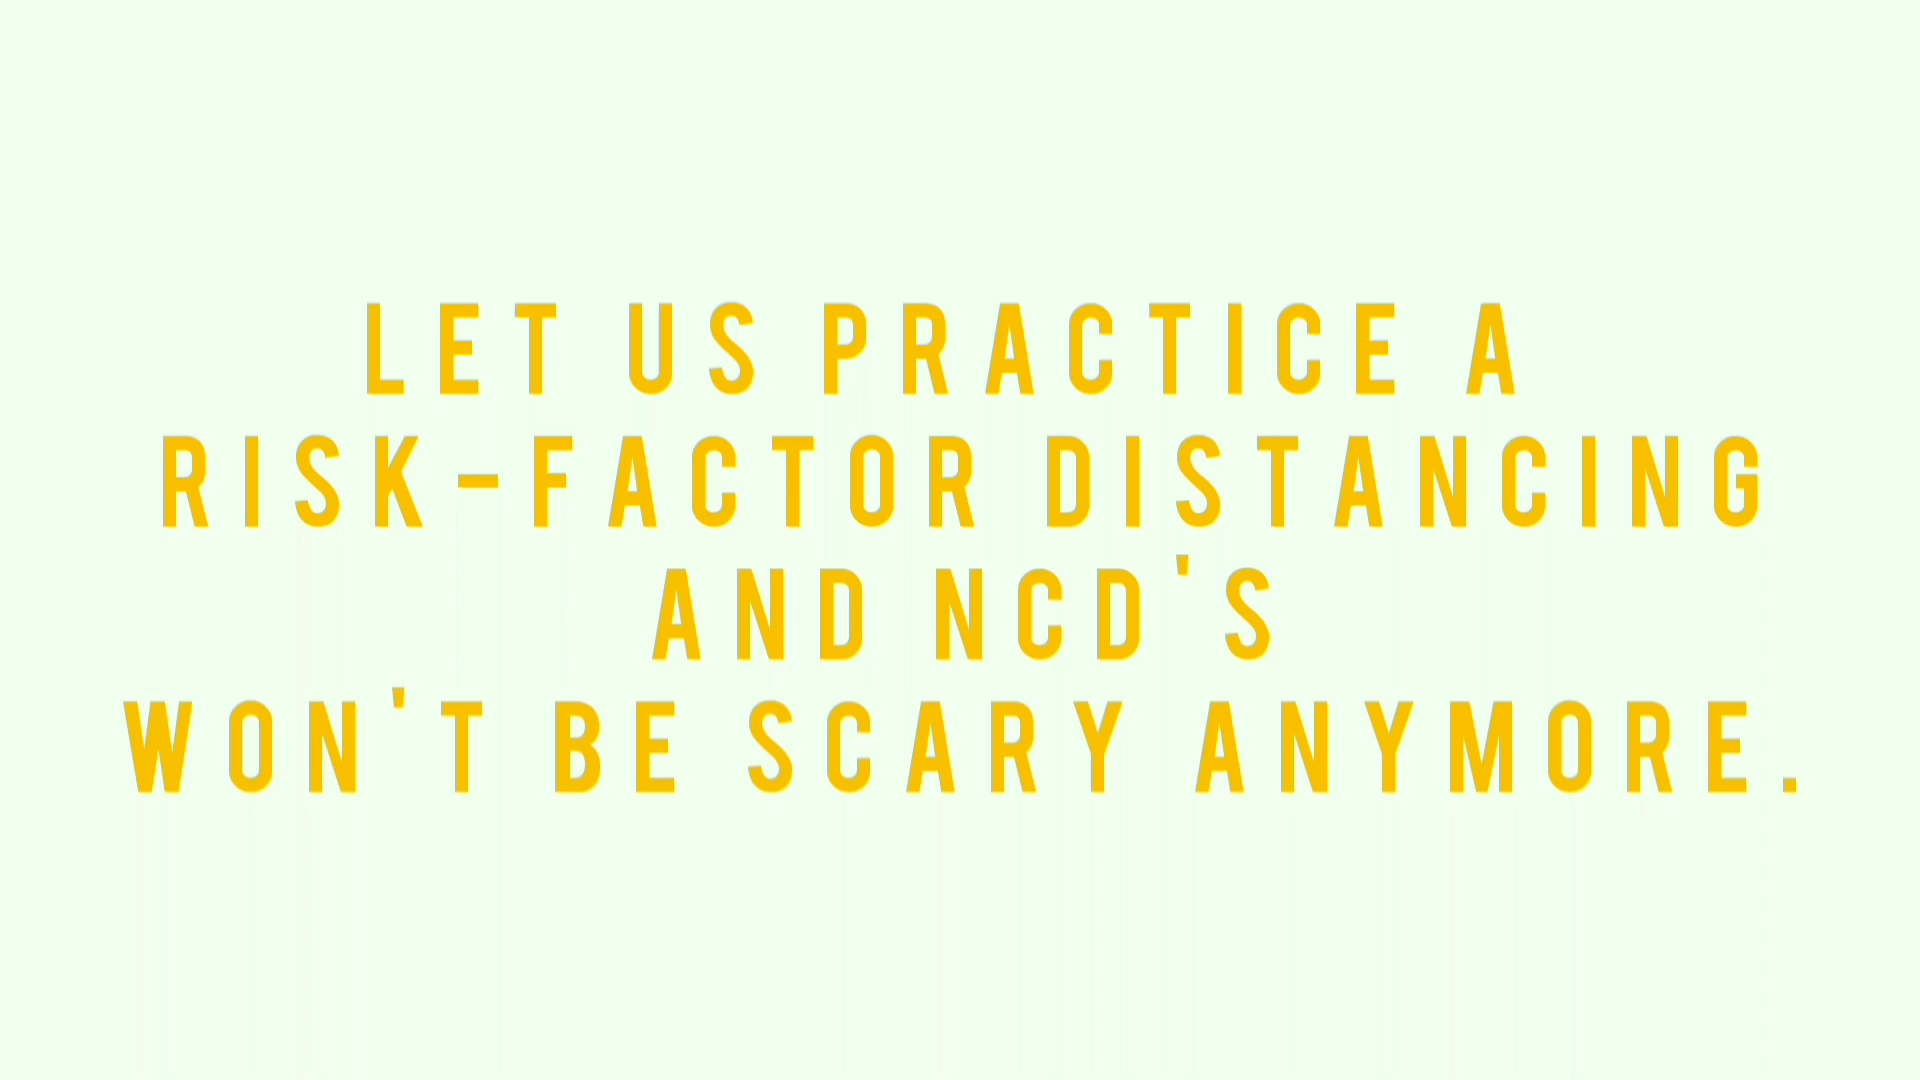 LET US PRACTICE A
RISK-FACTOR DISTANCING
AND NCD'S
WON'T BE SCARY ANYMORE.